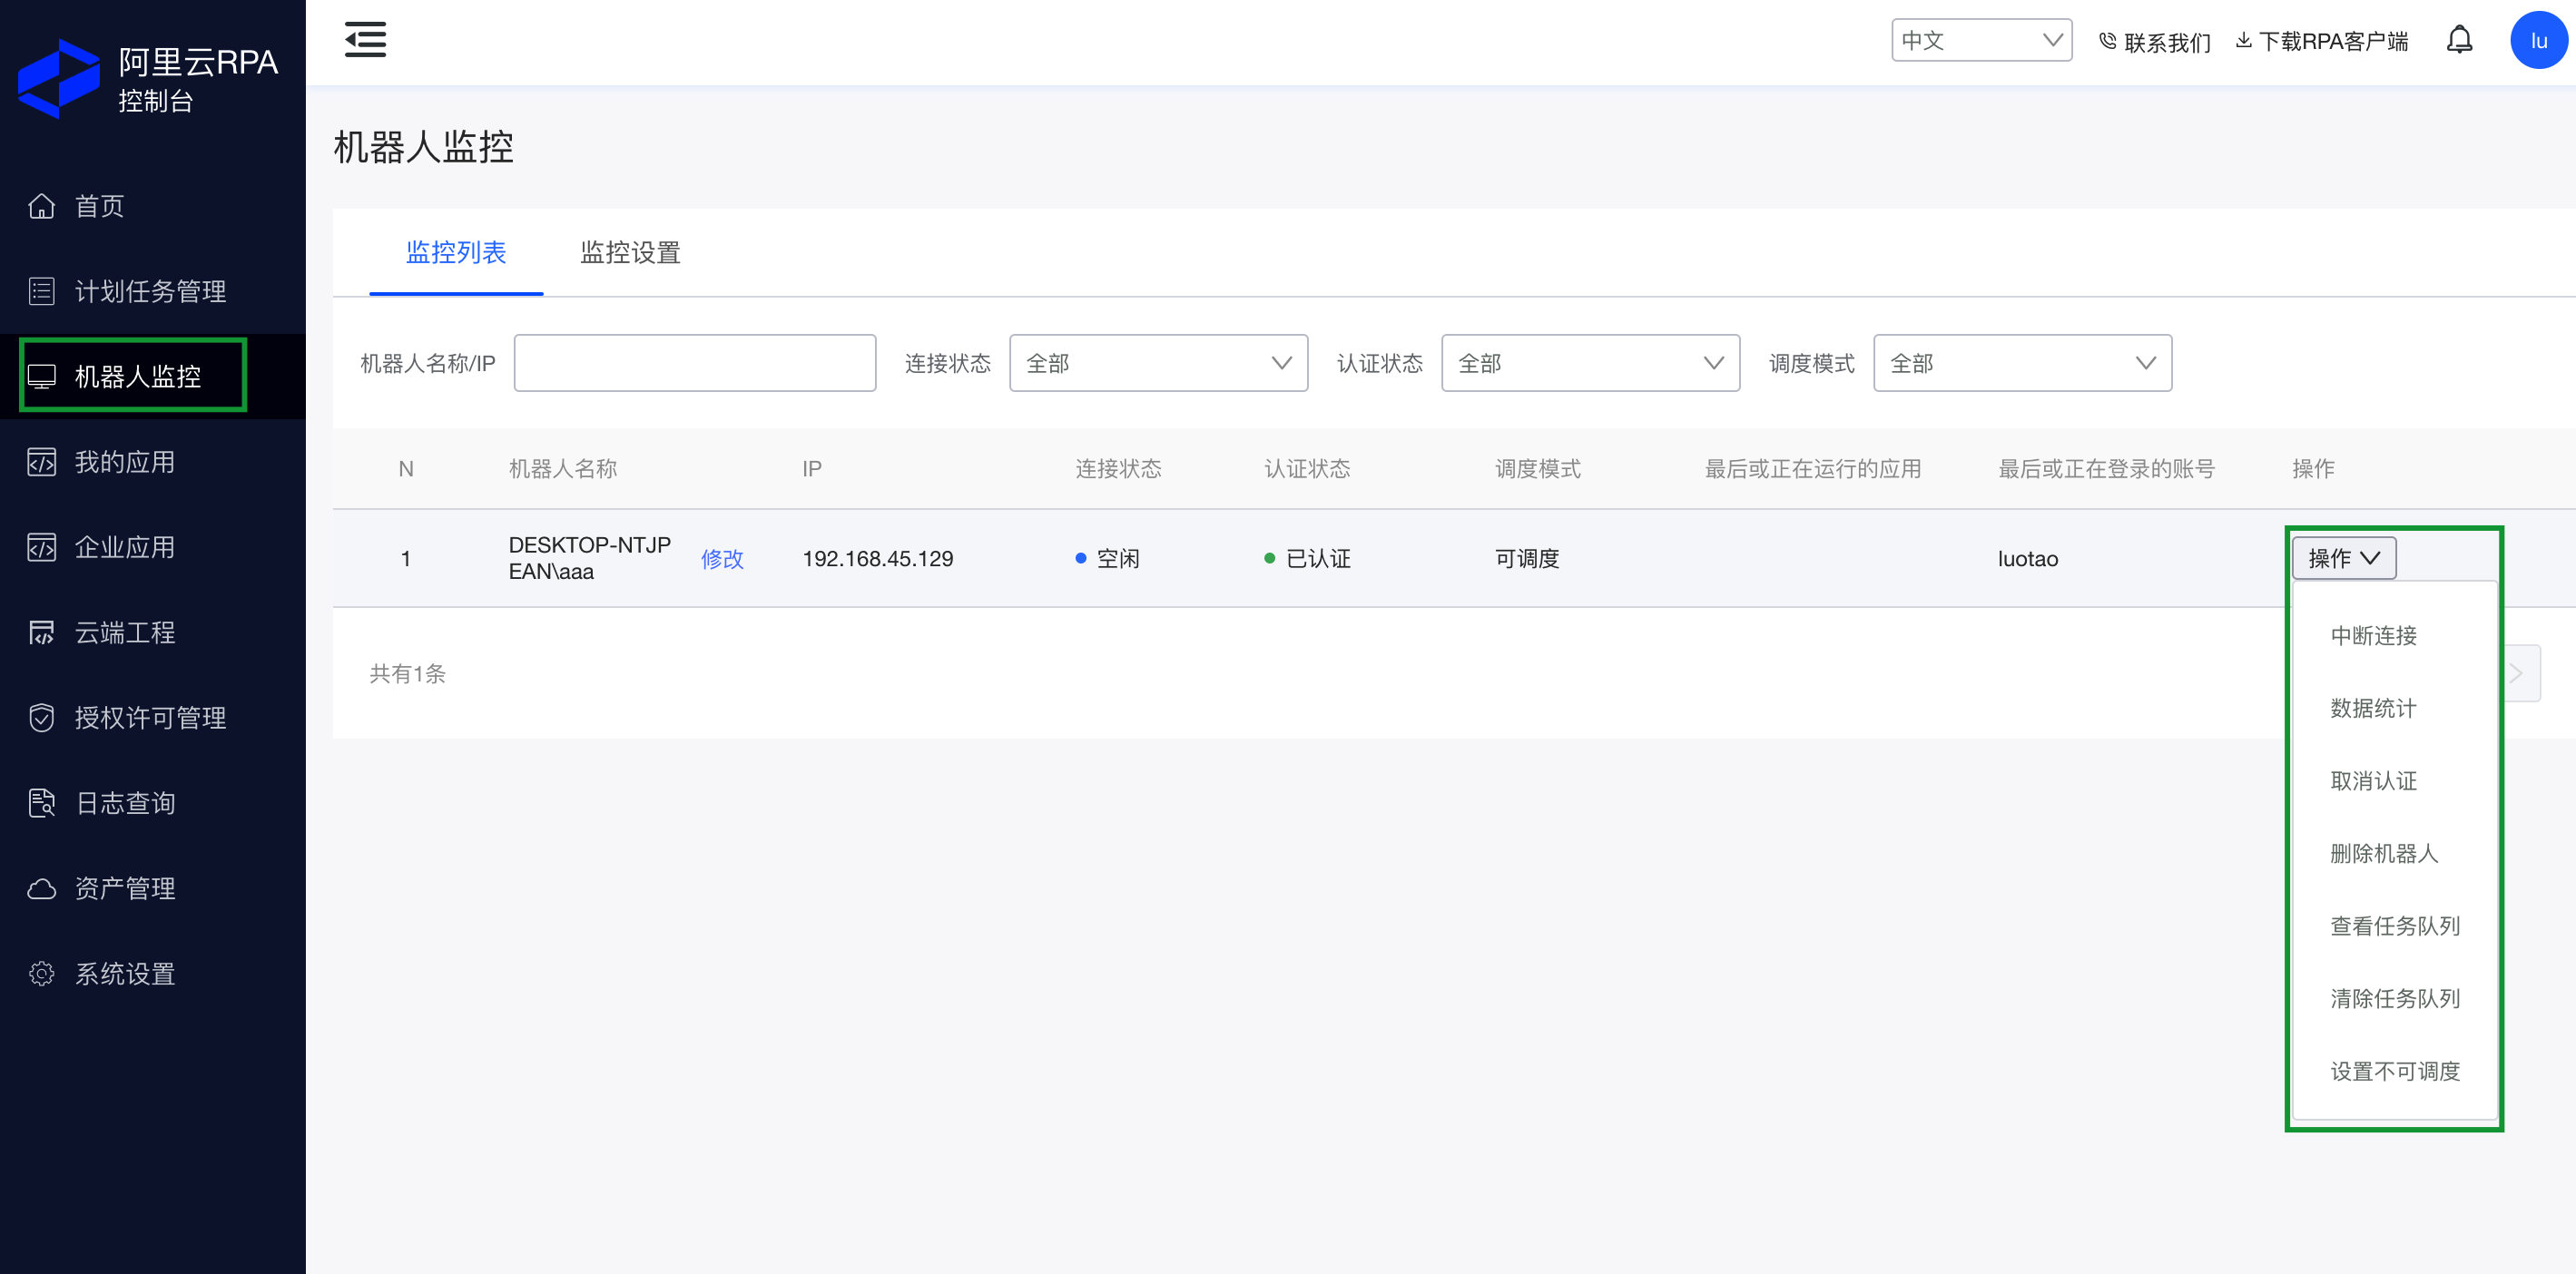 阿里云RPA
控制台
首页
计划任务管理
机器人监控
我的应用
企业应用
云端工程
授权许可管理
日志查询
资产管理
系统设置
中文
联系我们
下载RPA客户端
lu
机器人监控
监控列表
监控设置
机器人名称/IP
连接状态
全部
认证状态
全部
调度模式
全部
N
机器人名称
IP
连接状态
认证状态
调度模式
最后或正在运行的应用
最后或正在登录的账号
操作
1
DESKTOP-NTJP
EAN\aaa
修改
192.168.45.129
空闲
已认证
可调度
luotao
操作
中断连接
数据统计
取消认证
删除机器人
查看任务队列
清除任务队列
设置不可调度
共有1条